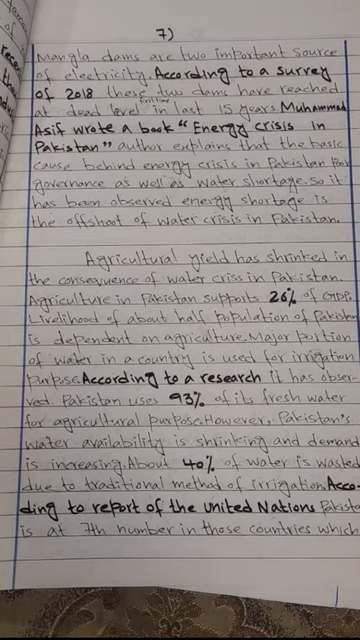 7)
Mangla dams are two important source
of electricity. According to a survey
of 2018 these two dams have reached
at dead level first time in last 15 years. Muhammad
Asif wrote a book "Energy crisis in
Pakistan" author explains that the basic
cause behind energy crisis in Pakistan
governance as well as water shortage. So it
has been observed energy shortage is
the offshoot of water crisis in Pakistan.
Agricultural yield has shrinked in
the consequence of water criss in Pakistan.
Agriculture in Pakistan supports 26% of GDP.
Livelihood of about half population of Pakistan
is dependent on agriculture. Major portion
of water in a country is used for irrigation
purpose. According to a research it has obser
ved Pakistan uses 93% of its fresh water
for agricultural purpose. However, Pakistan's
water availability is shrinking and demand
is increasing. About 40% of water is wasted
due to traditional method of irrigation. Acco-
ding to report of the united Nations Pakista
is at 7th number in those countries which